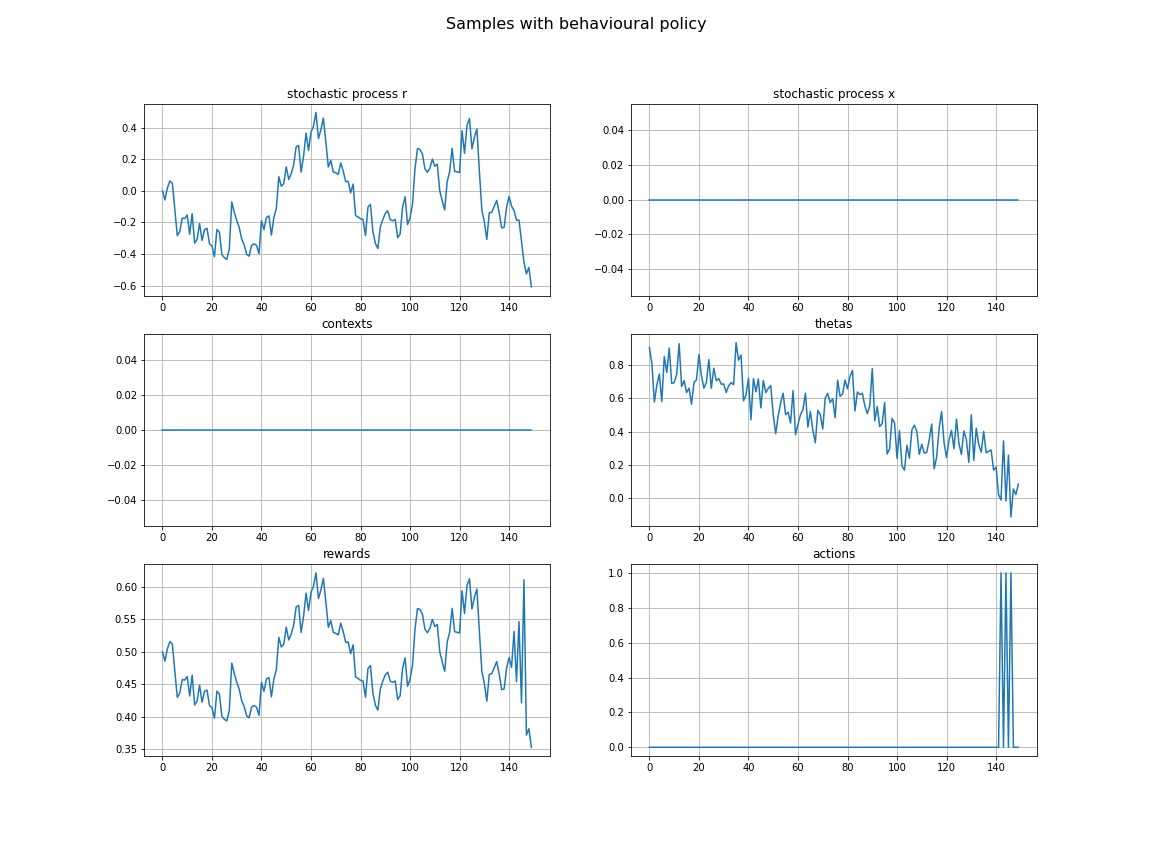 Samples with behavioural policy
stochastic process r
0.4
0.2
0.0
−0.2
−0.4
−0.6
0 20 40 60 80 100 120 140
stochastic process x
0.04
0.02
0.00
−0.02
−0.04
0 20 40 60 80 100 120 140
contexts
0.04
0.02
0.00
−0.02
−0.04
0 20 40 60 80 100 120 140
thetas
0.8
0.6
0.4
0.2
0.0
0 20 40 60 80 100 120 140
rewards
0.60
0.55
0.50
0.45
0.40
0.35
0 20 40 60 80 100 120 140
actions
1.0
0.8
0.6
0.4
0.2
0.0
0 20 40 60 80 100 120 140